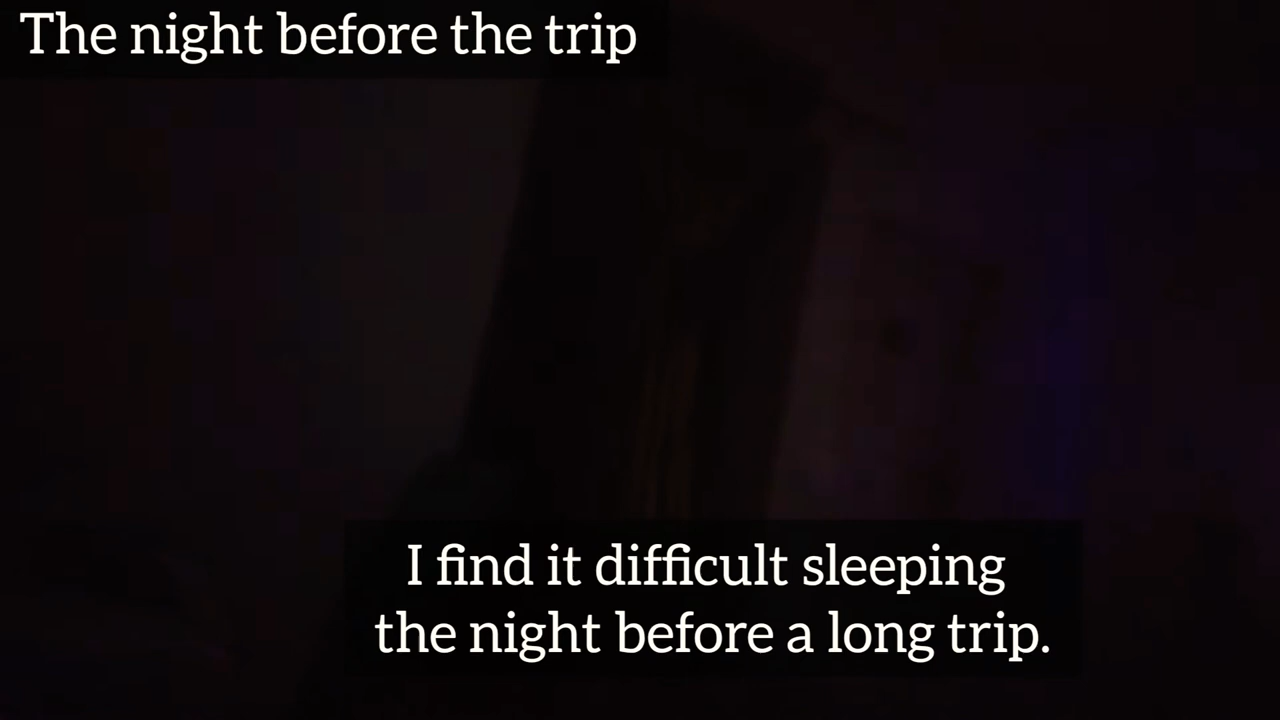 The night before the trip
I find it difficult sleeping
the night before a long trip.